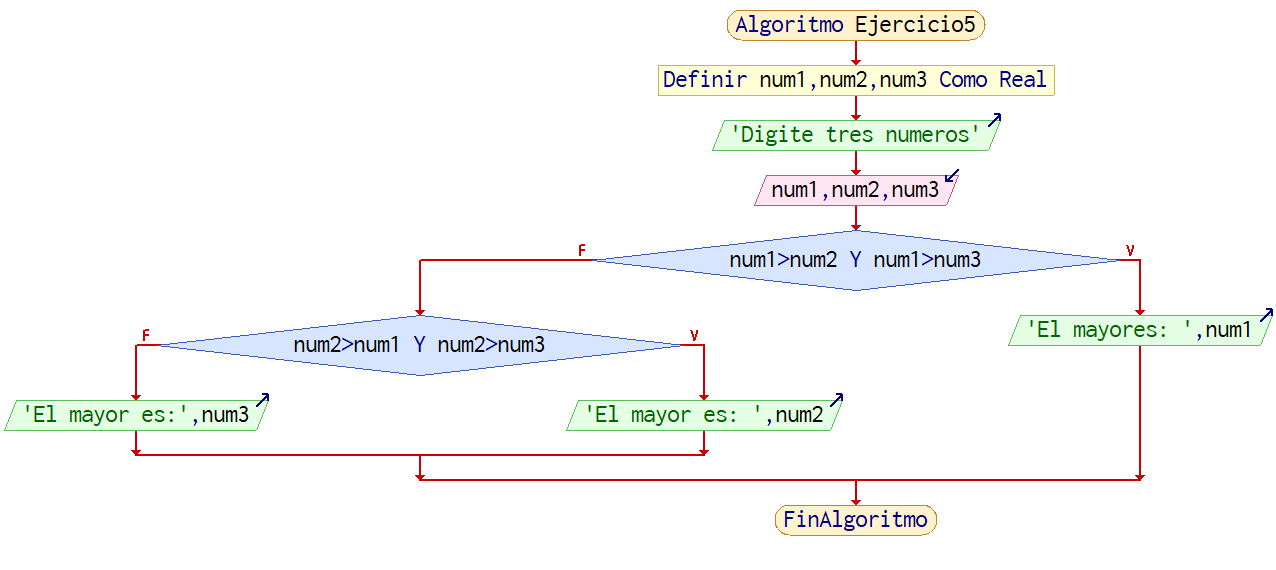 Algoritmo Ejercicio5
Definir num1,num2,num3 Como Real
'Digite tres numeros'
num1,num2,num3
F
num1>num2 Y num1>num3
V
F
num2>num1 Y num2>num3
V
'El mayores: ',num1
'El mayor es:',num3
'El mayor es: ',num2
FinAlgoritmo